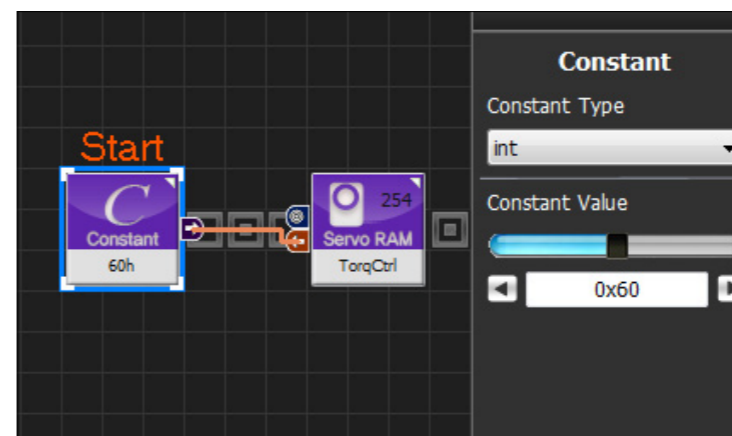 Start
C
Constant
60h
254
Servo RAM
TorqCtrl
Constant
Constant Type
int
Constant Value
0x60